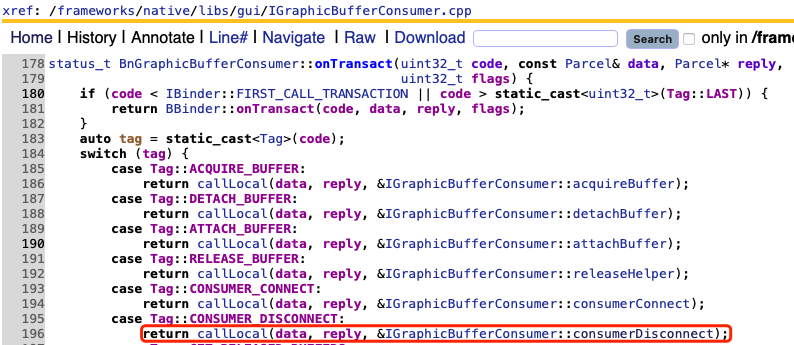 xref: /frameworks/native/libs/gui/IGraphicBufferConsumer.cpp
Home | History | Annotate | Line# | Navigate | Raw | Download Search only in /fram
178 status_t BnGraphicBufferConsumer::onTransact(uint32_t code, const Parcel& data, Parcel* reply,
179 uint32_t flags) {
180 if (code < IBinder::FIRST_CALL_TRANSACTION || code > static_cast<uint32_t>(Tag::LAST)) {
181 return BBinder::onTransact(code, data, reply, flags);
182 }
183 auto tag = static_cast<Tag>(code);
184 switch (tag) {
185 case Tag::ACQUIRE_BUFFER:
186 return callLocal(data, reply, &IGraphicBufferConsumer::acquireBuffer);
187 case Tag::DETACH_BUFFER:
188 return callLocal(data, reply, &IGraphicBufferConsumer::detachBuffer);
189 case Tag::ATTACH_BUFFER:
190 return callLocal(data, reply, &IGraphicBufferConsumer::attachBuffer);
191 case Tag::RELEASE_BUFFER:
192 return callLocal(data, reply, &IGraphicBufferConsumer::releaseHelper);
193 case Tag::CONSUMER_CONNECT:
194 return callLocal(data, reply, &IGraphicBufferConsumer::consumerConnect);
195 case Tag::CONSUMER_DISCONNECT:
196 return callLocal(data, reply, &IGraphicBufferConsumer::consumerDisconnect);